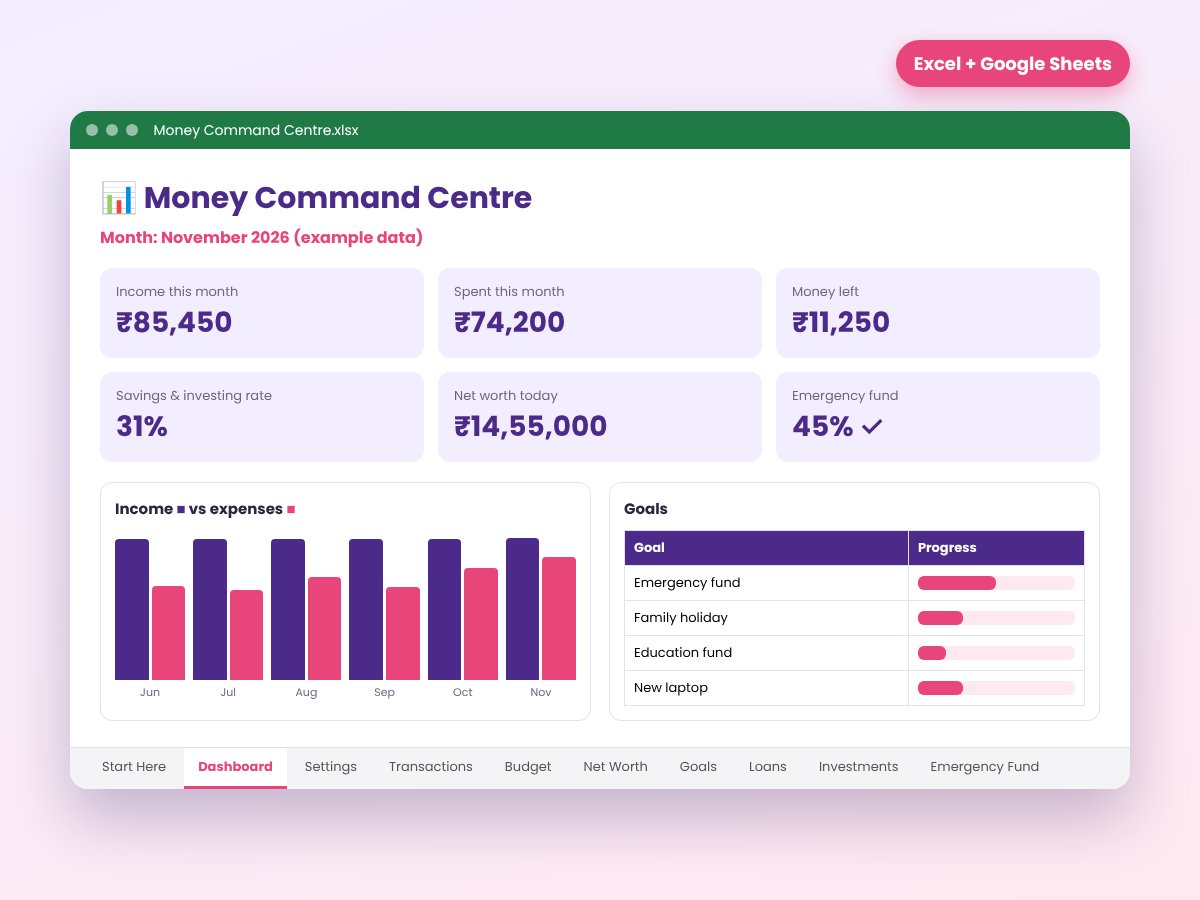 Excel + Google Sheets
Money Command Centre.xlsx
📊 Money Command Centre
Month: November 2026 (example data)
Income this month
₹85,450
Spent this month
₹74,200
Money left
₹11,250
Savings & investing rate
31%
Net worth today
₹14,55,000
Emergency fund
45% ✓
Income ■ vs expenses ■
Jun Jul Aug Sep Oct Nov
Goals
Goal Progress
Emergency fund
Family holiday
Education fund
New laptop
Start Here Dashboard Settings Transactions Budget Net Worth Goals Loans Investments Emergency Fund